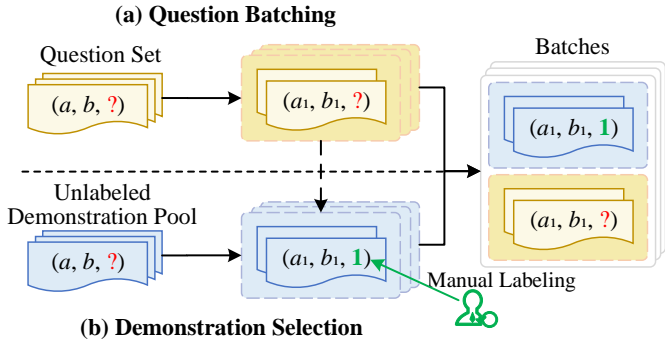 (a) Question Batching
Question Set
(a, b, ?)
(a₁, b₁, ?)
Batches
(a₁, b₁, 1)
(a₁, b₁, ?)
Unlabeled
Demonstration Pool
(a, b, ?)
(a₁, b₁, 1)
Manual Labeling
(b) Demonstration Selection